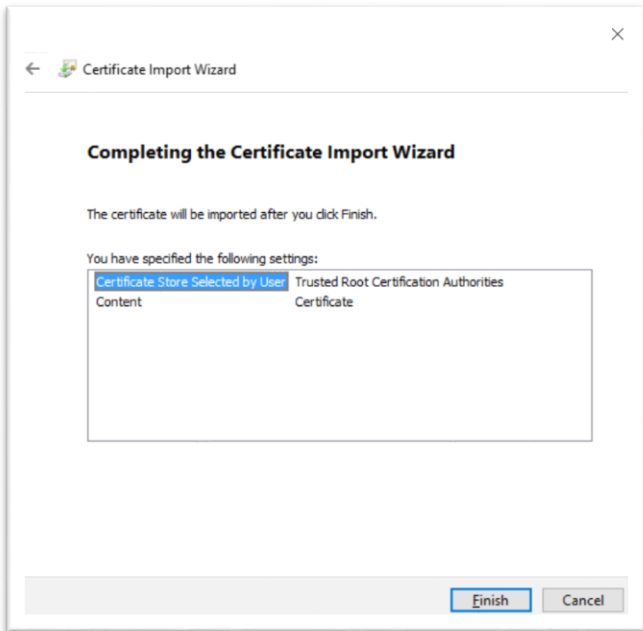 Certificate Import Wizard
Completing the Certificate Import Wizard
The certificate will be imported after you click Finish.
You have specified the following settings:
Certificate Store Selected by User Trusted Root Certification Authorities
Content Certificate
Finish Cancel